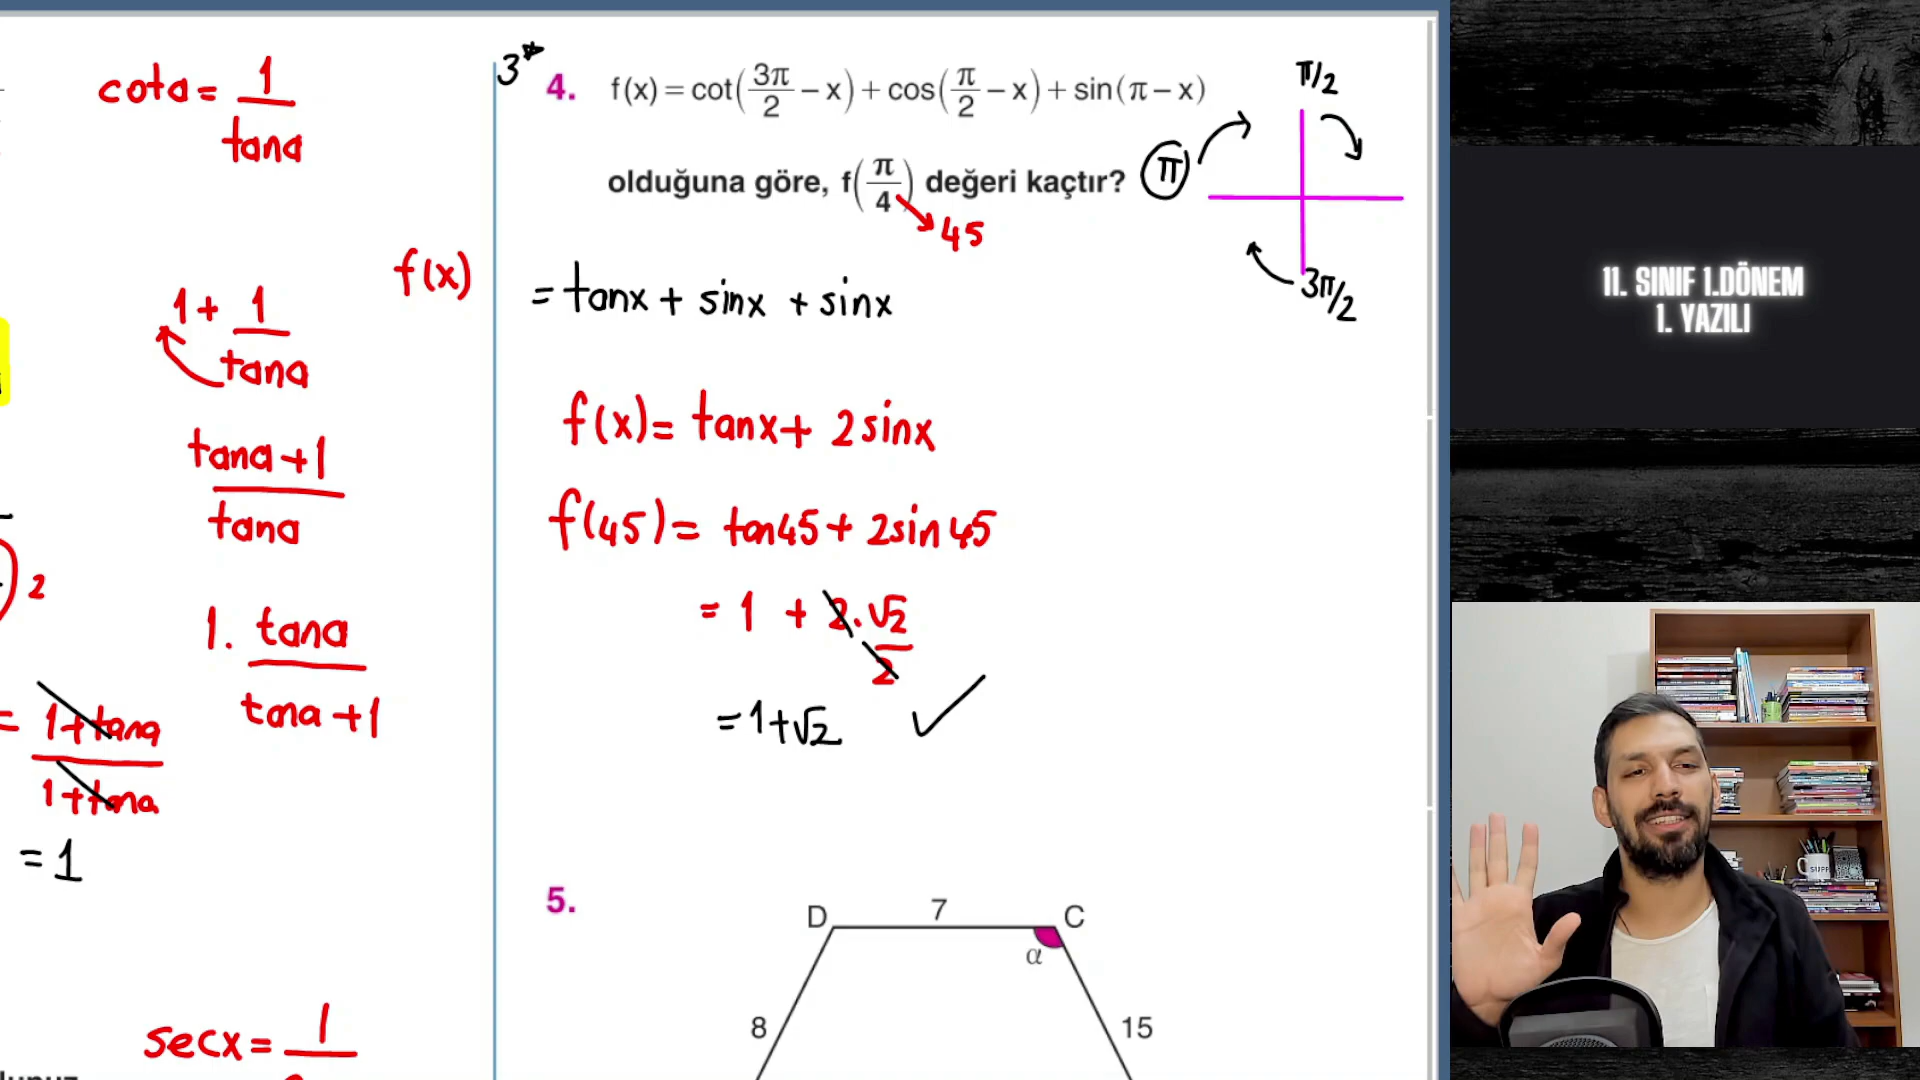 cota = 1/tana
1 + 1/tana
tana + 1/tana
2
1. tana/tana + 1
= 1 + tana/1 + tana
= 1
secx = 1
f(x)
3*
4. f(x) = cot(3π/2 − x) + cos(π/2 − x) + sin(π − x)
olduğuna göre, f(π/4) değeri kaçtır?
45
= tanx + sinx + sinx
f(x) = tanx + 2sinx
f(45) = tan45 + 2sin45
= 1 + 2.√2/2
= 1 + √2 ✓
π/2
π
3π/2
5.
D 7 C
α
8 15
11. SINIF 1.DÖNEM
1. YAZILI